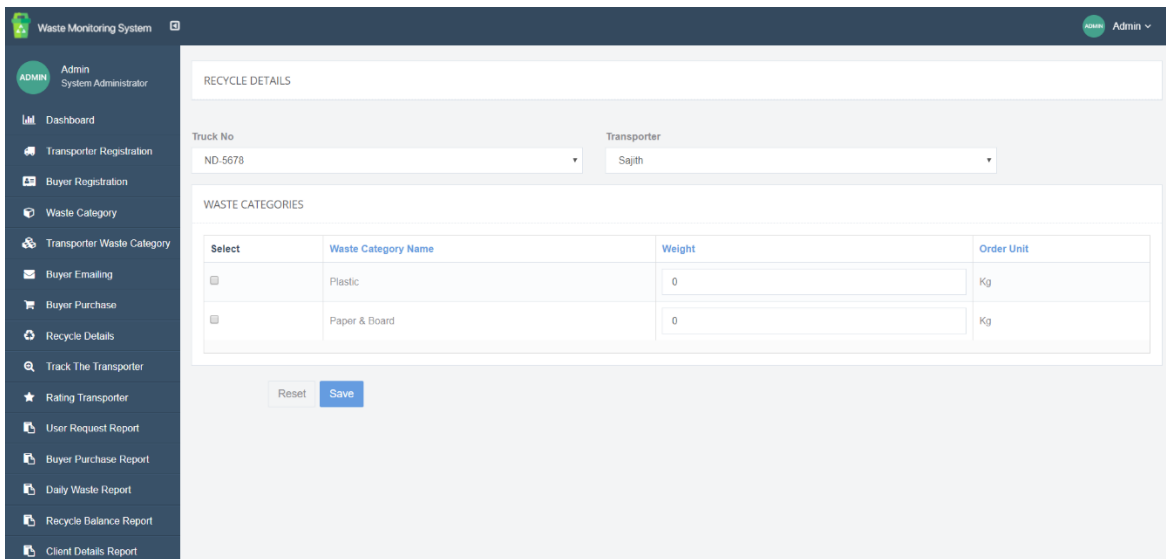 Waste Monitoring System
ADMIN Admin
ADMIN
Admin
System Administrator
Dashboard
Transporter Registration
Buyer Registration
Waste Category
Transporter Waste Category
Buyer Emailing
Buyer Purchase
Recycle Details
Track The Transporter
Rating Transporter
User Request Report
Buyer Purchase Report
Daily Waste Report
Recycle Balance Report
Client Details Report
RECYCLE DETAILS
Truck No Transporter
ND-5678 Sajith
WASTE CATEGORIES
Select Waste Category Name Weight Order Unit
Plastic 0 Kg
Paper & Board 0 Kg
Reset Save